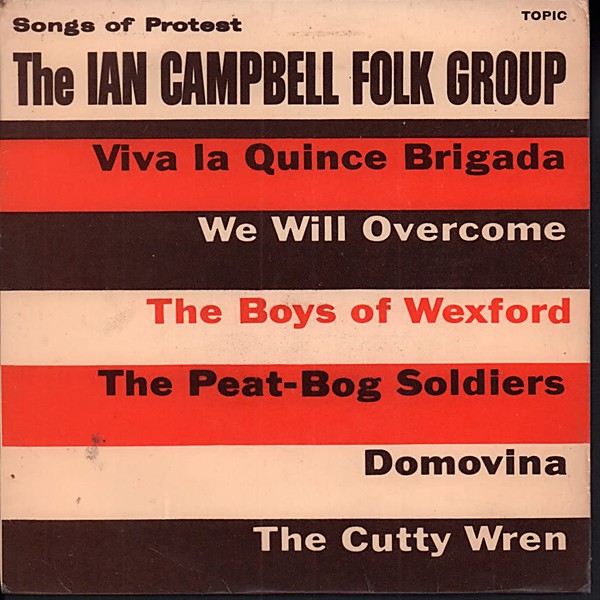 Songs of Protest
TOPIC
The IAN CAMPBELL FOLK GROUP
Viva la Quince Brigada
We Will Overcome
The Boys of Wexford
The Peat-Bog Soldiers
Domovina
The Cutty Wren